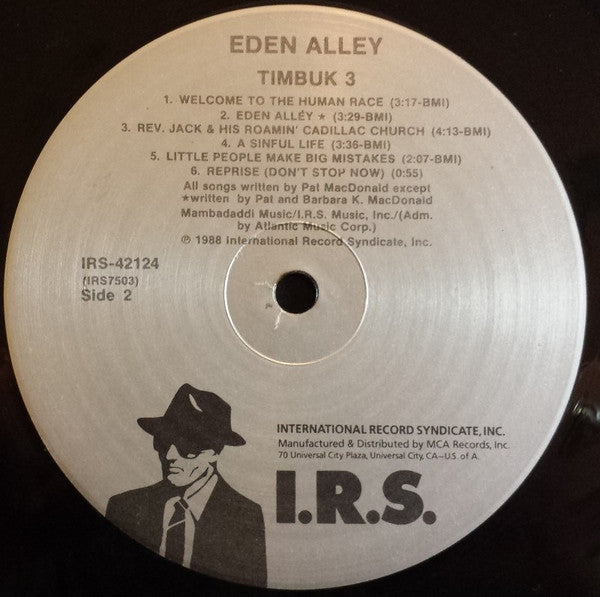 EDEN ALLEY
TIMBUK 3
1. WELCOME TO THE HUMAN RACE (3:17-BMI)
2. EDEN ALLEY ★ (3:29-BMI)
3. REV. JACK & HIS ROAMIN' CADILLAC CHURCH (4:13-BMI)
4. A SINFUL LIFE (3:36-BMI)
5. LITTLE PEOPLE MAKE BIG MISTAKES (2:07-BMI)
6. REPRISE (DON'T STOP NOW) (0:55)
All songs written by Pat MacDonald except
★written by Pat and Barbara K. MacDonald
Mambadaddi Music/I.R.S. Music, Inc./(Adm.
by Atlantic Music Corp.)
℗ 1988 International Record Syndicate, Inc.
IRS-42124
(IRS7503)
Side 2
INTERNATIONAL RECORD SYNDICATE, INC.
Manufactured & Distributed by MCA Records, Inc.
70 Universal City Plaza, Universal City, CA–U.S. of A.
I.R.S.